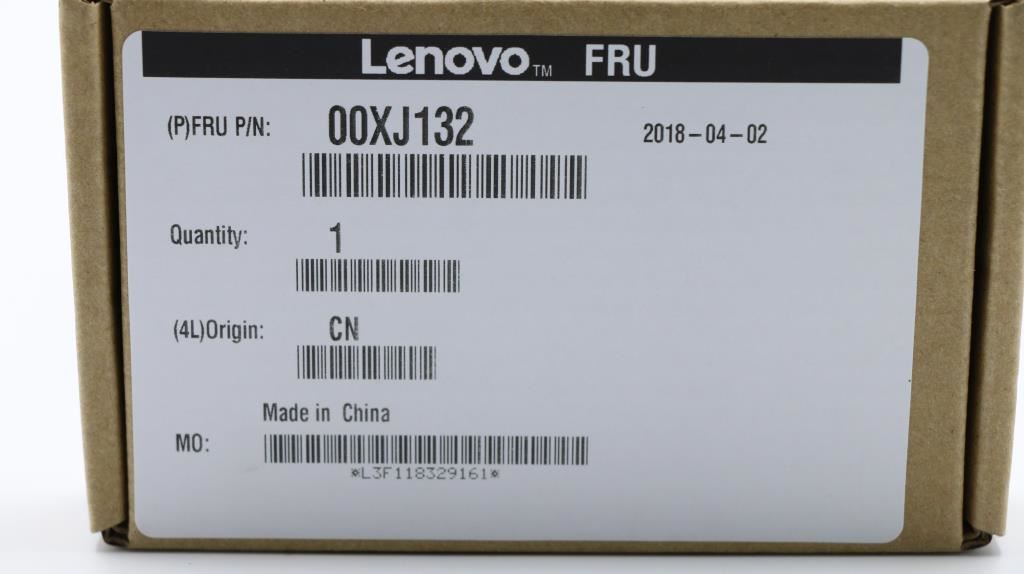 Lenovo™ FRU
(P)FRU P/N: 00XJ132 2018-04-02
Quantity: 1
(4L)Origin: CN
Made in China
MO:
*L3F118329161*